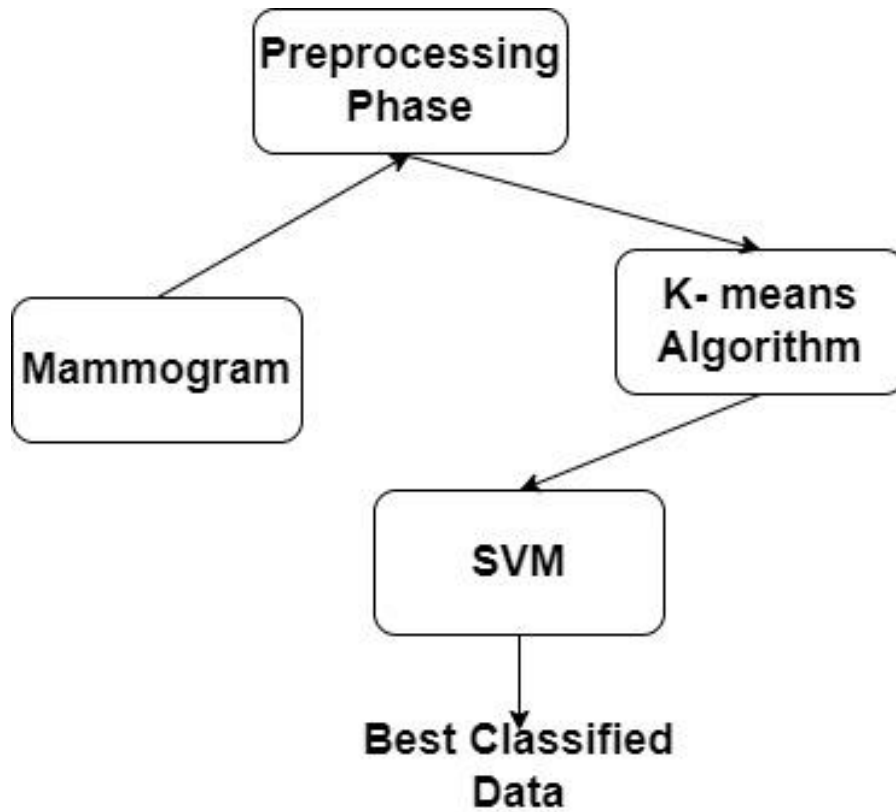 Preprocessing
Phase
Mammogram
K- means
Algorithm
SVM
Best Classified
Data